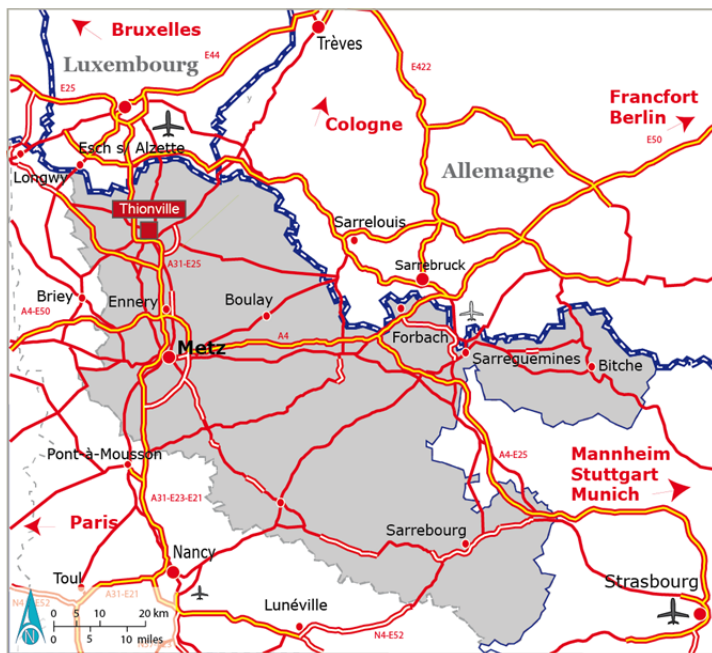 Bruxelles
Trèves
E44
Luxembourg
E422
E25
Francfort
Berlin
Cologne
y
E50
Esch s/ Alzette
Allemagne
Longwy
Thionville
Sarrelouis
A31-E25
Sarrebruck
Briey
Ennery
Boulay
A4-E50
Forbach
A4
Metz
Sarreguemines
Bitche
Pont-à-Mousson
A4-E25
Mannheim
Stuttgart
Munich
A31-E23-E21
Paris
Sarrebourg
Nancy
Toul
Strasbourg
A31-E21
N4-E52
Lunéville
0 5 10 20 km
0 5 10 miles
N
N4-E52